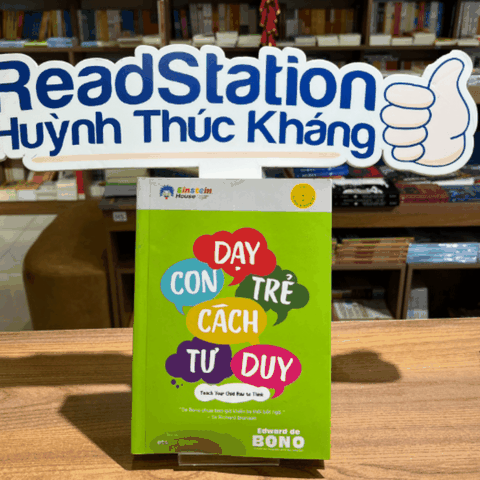 ReadStation
Huỳnh Thúc Kháng
Einstein
House
DẠY
CON
TRẺ
CÁCH
TƯ
DUY
Teach Your Child How to Think
Edward de
BONO